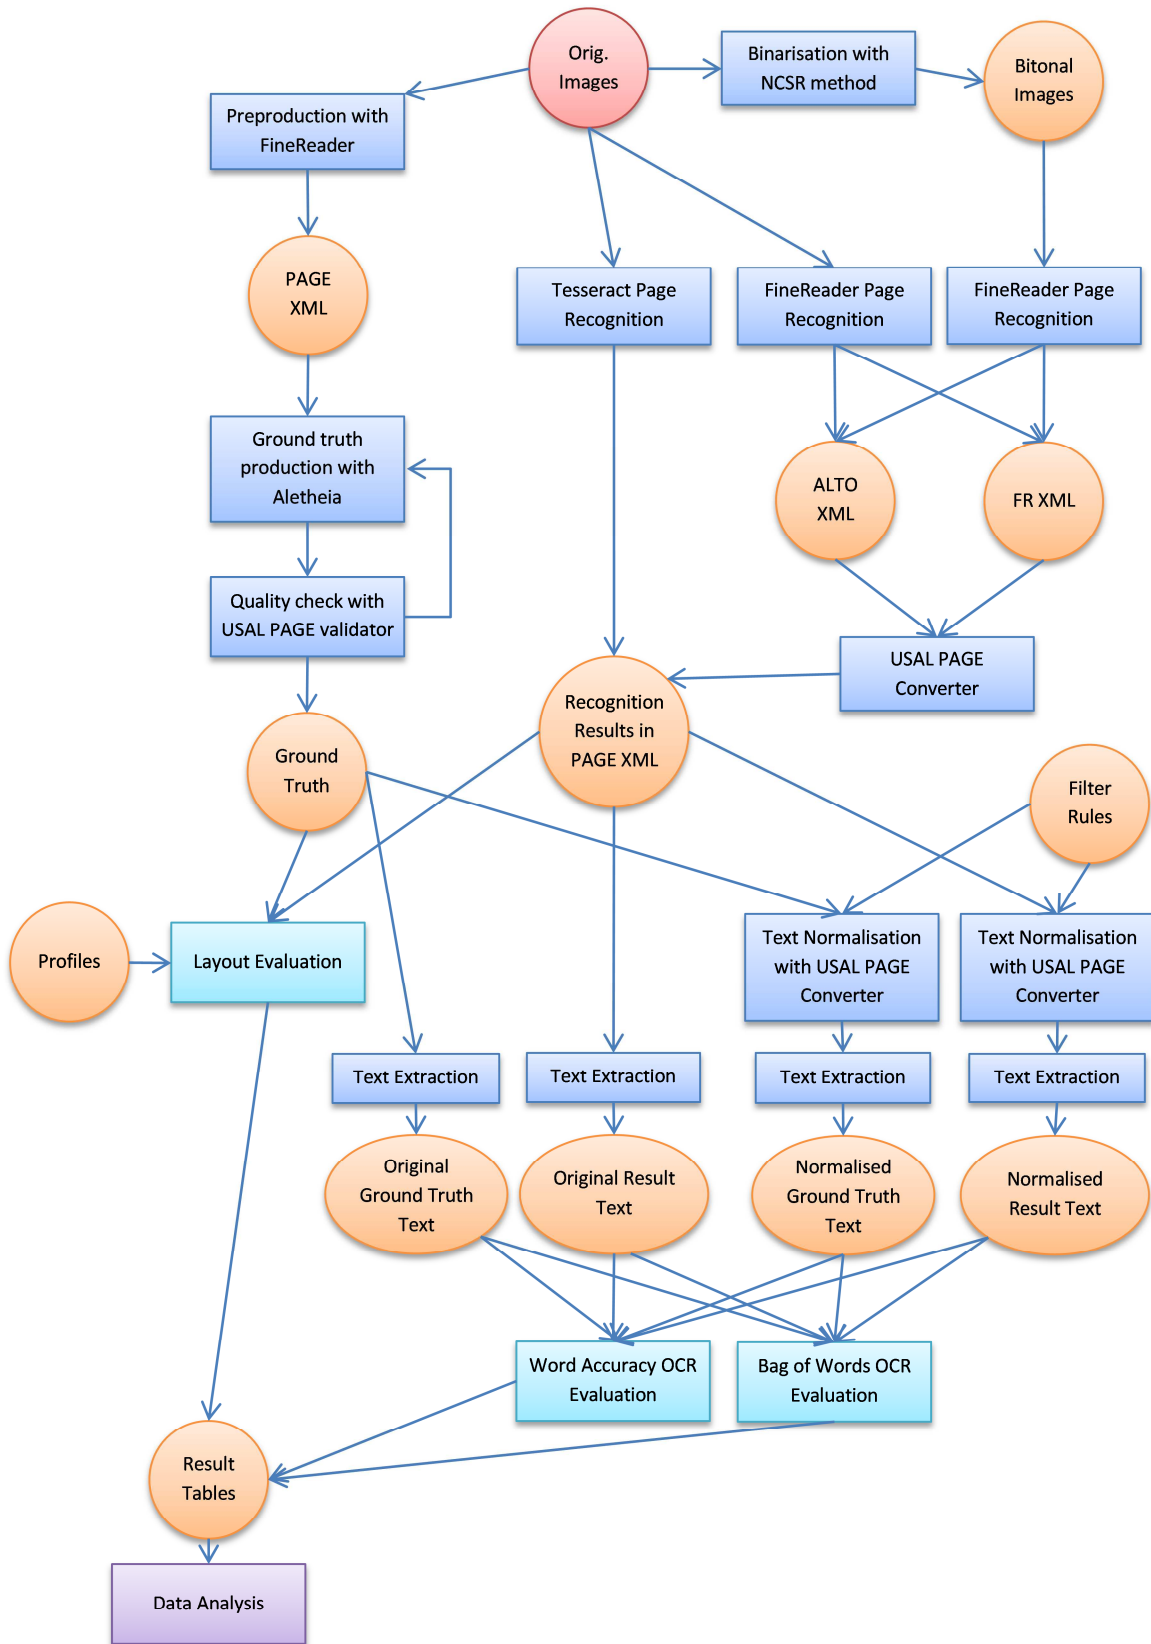 Orig.
Images
Binarisation with
NCSR method
Bitonal
Images
Preproduction with
FineReader
PAGE
XML
Tesseract Page
Recognition
FineReader Page
Recognition
FineReader Page
Recognition
Ground truth
production with
Aletheia
ALTO
XML
FR XML
Quality check with
USAL PAGE validator
USAL PAGE
Converter
Recognition
Results in
PAGE XML
Ground
Truth
Filter
Rules
Profiles
Layout Evaluation
Text Normalisation
with USAL PAGE
Converter
Text Normalisation
with USAL PAGE
Converter
Text Extraction
Text Extraction
Text Extraction
Text Extraction
Original
Ground Truth
Text
Original Result
Text
Normalised
Ground Truth
Text
Normalised
Result Text
Word Accuracy OCR
Evaluation
Bag of Words OCR
Evaluation
Result
Tables
Data Analysis